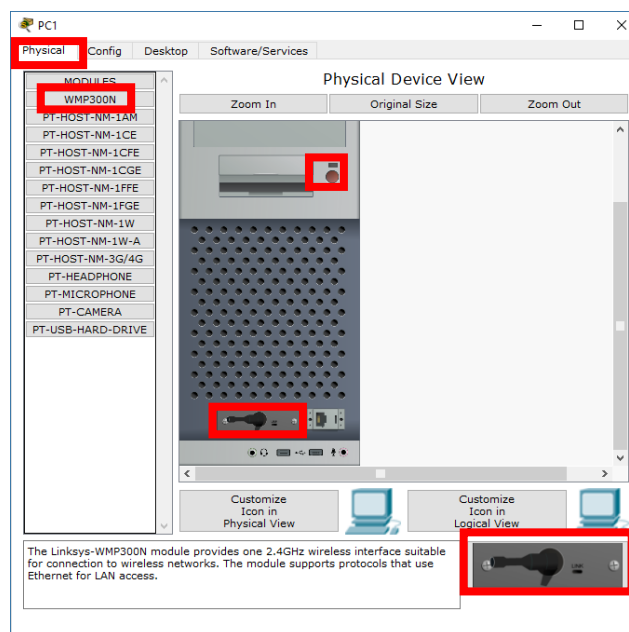 PC1
Physical Config Desktop Software/Services
MODULES
WMP300N
PT-HOST-NM-1AM
PT-HOST-NM-1CE
PT-HOST-NM-1CFE
PT-HOST-NM-1CGE
PT-HOST-NM-1FFE
PT-HOST-NM-1FGE
PT-HOST-NM-1W
PT-HOST-NM-1W-A
PT-HOST-NM-3G/4G
PT-HEADPHONE
PT-MICROPHONE
PT-CAMERA
PT-USB-HARD-DRIVE
Physical Device View
Zoom In Original Size Zoom Out
Customize
Icon in
Physical View
Customize
Icon in
Logical View
The Linksys-WMP300N module provides one 2.4GHz wireless interface suitable
for connection to wireless networks. The module supports protocols that use
Ethernet for LAN access.
LINK